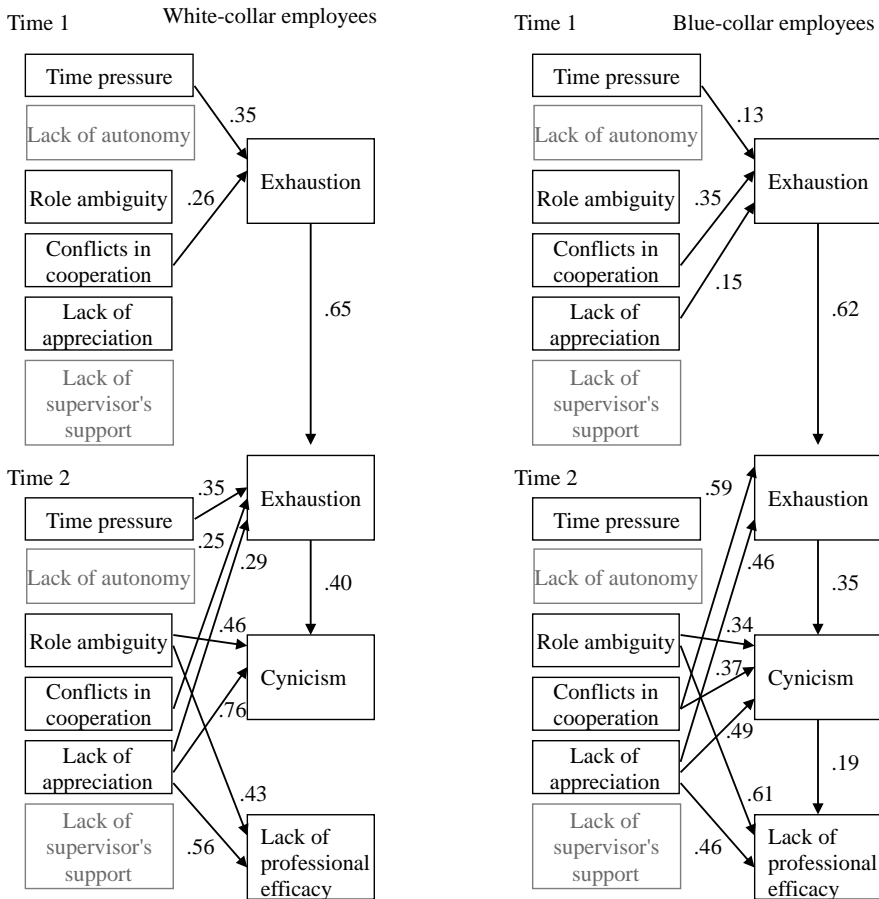 White-collar employees
Time 1
Time pressure
.35
Lack of autonomy
Exhaustion
Role ambiguity
.26
Conflicts in
cooperation
Lack of
appreciation
.65
Lack of
supervisor's
support
Time 2
.35
Exhaustion
Time pressure
.25
.29
Lack of autonomy
.40
.46
Role ambiguity
Cynicism
Conflicts in
cooperation
.76
Lack of
appreciation
.43
Lack of
supervisor's
support
.56
Lack of
professional
efficacy
Blue-collar employees
Time 1
Time pressure
.13
Lack of autonomy
Exhaustion
Role ambiguity
.35
Conflicts in
cooperation
.15
Lack of
appreciation
.62
Lack of
supervisor's
support
Time 2
.59
Exhaustion
Time pressure
.46
Lack of autonomy
.35
.34
Role ambiguity
.37
Cynicism
Conflicts in
cooperation
.49
Lack of
appreciation
.19
.61
Lack of
supervisor's
support
.46
Lack of
professional
efficacy